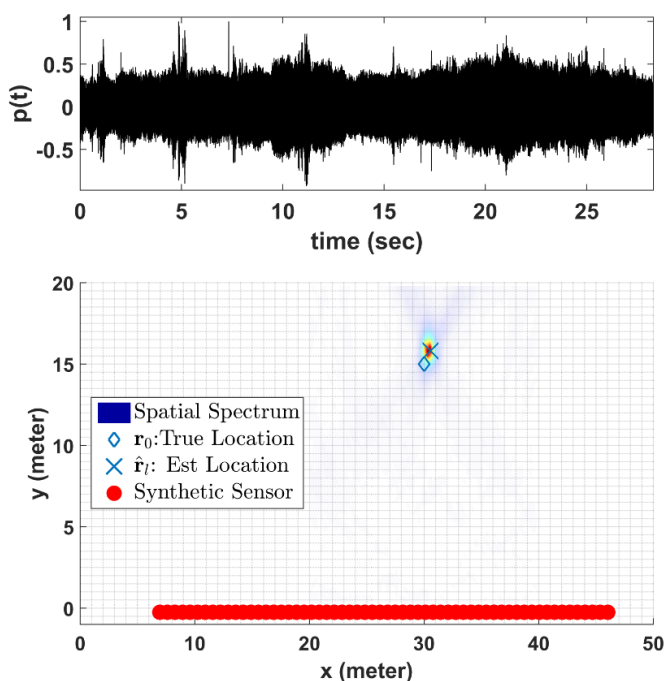 1
0.5
0
-0.5
p(t)
0 5 10 15 20 25
time (sec)
20
15
10
5
0
y (meter)
Spatial Spectrum
r₀:True Location
r̂ₗ: Est Location
Synthetic Sensor
0 10 20 30 40 50
x (meter)